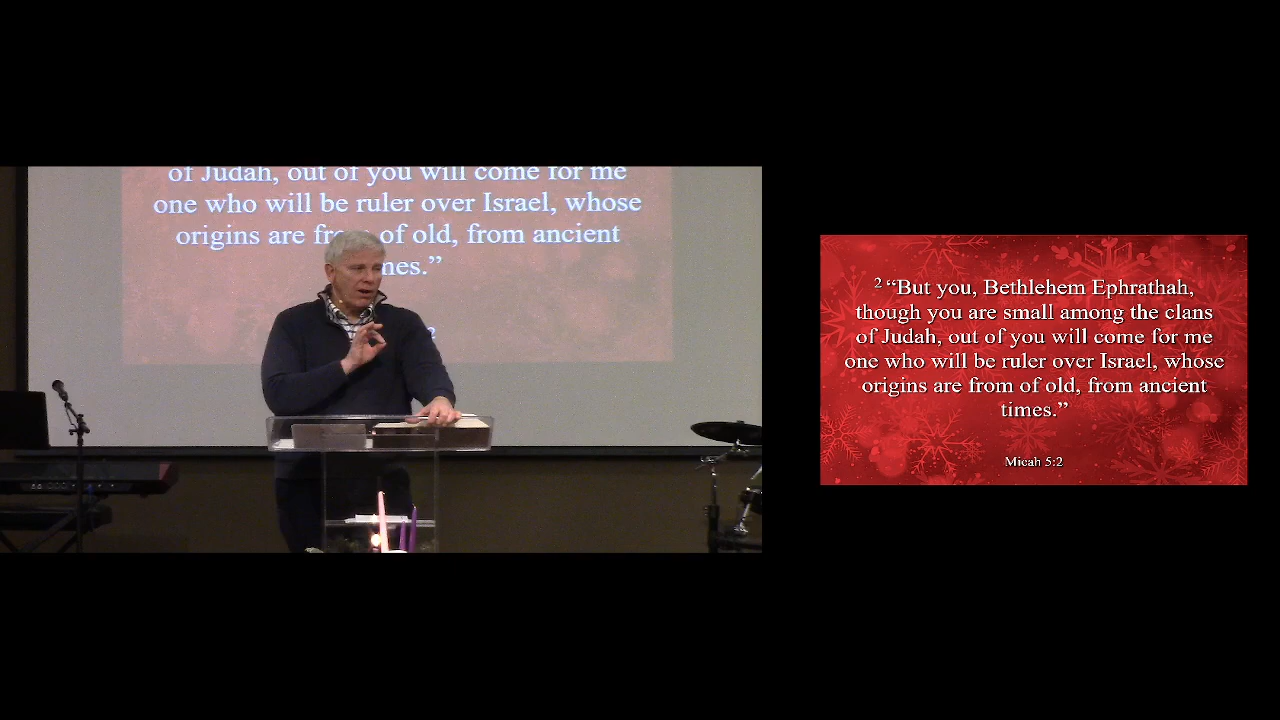 of Judah, out of you will come for me
one who will be ruler over Israel, whose
origins are from of old, from ancient
times.”
2
2 “But you, Bethlehem Ephrathah,
though you are small among the clans
of Judah, out of you will come for me
one who will be ruler over Israel, whose
origins are from of old, from ancient
times.”
Micah 5:2